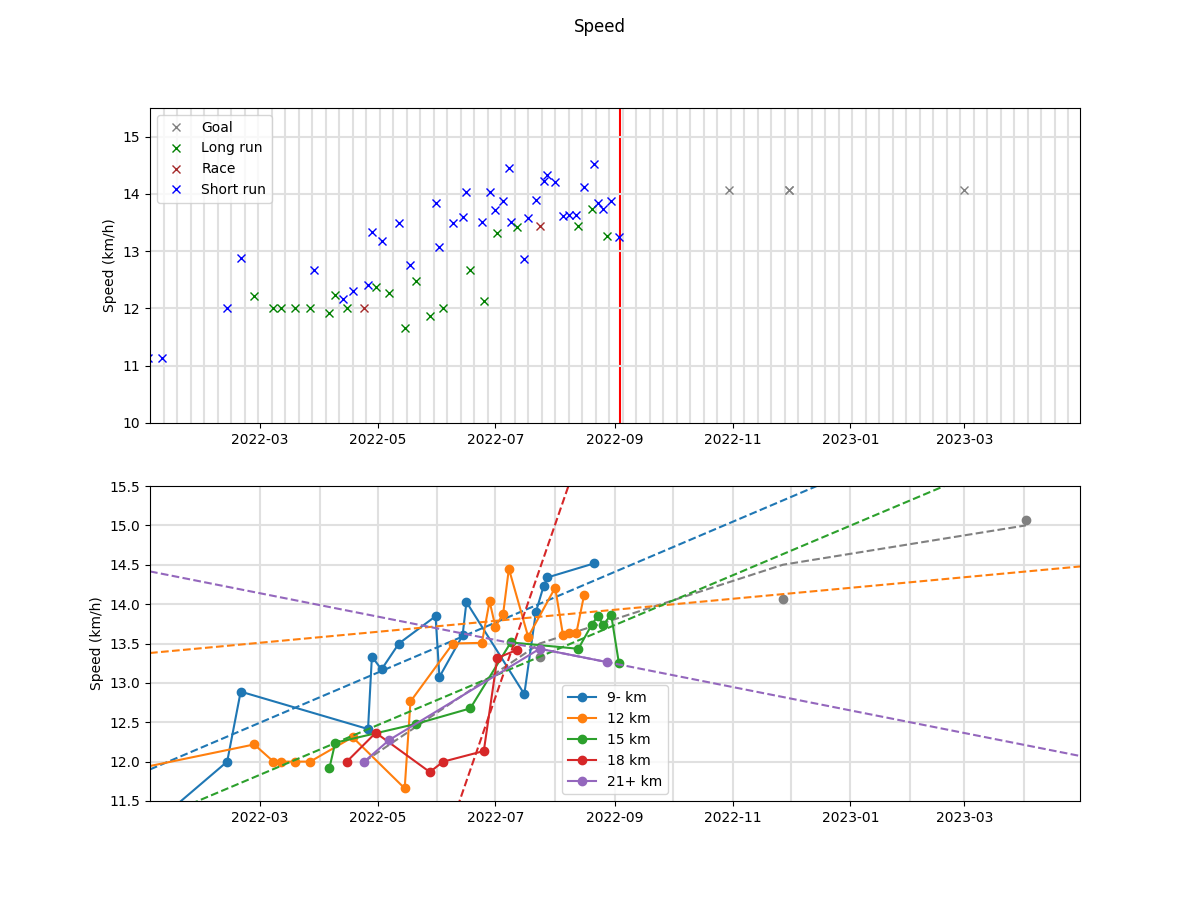 Speed
Speed (km/h)
15
14
13
12
11
10
Goal
Long run
Race
Short run
2022-03 2022-05 2022-07 2022-09 2022-11 2023-01 2023-03
Speed (km/h)
15.5
15.0
14.5
14.0
13.5
13.0
12.5
12.0
11.5
9- km
12 km
15 km
18 km
21+ km
2022-03 2022-05 2022-07 2022-09 2022-11 2023-01 2023-03